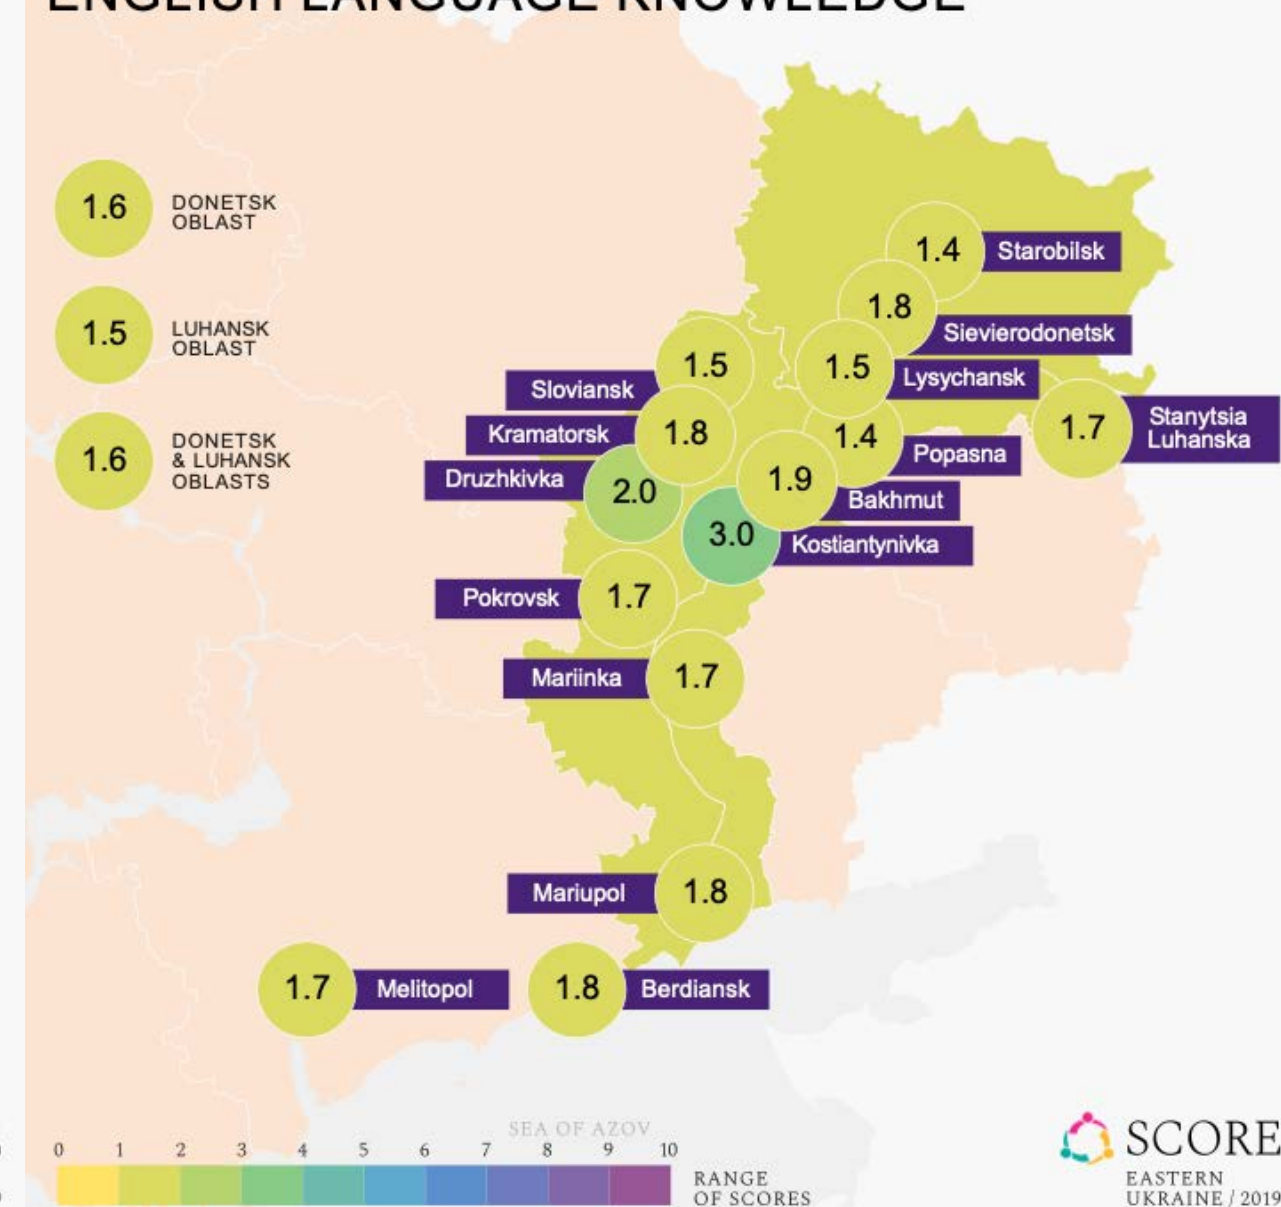 ENGLISH LANGUAGE KNOWLEDGE
1.6
DONETSK
OBLAST
1.5
LUHANSK
OBLAST
1.6
DONETSK
& LUHANSK
OBLASTS
1.4
Starobilsk
1.8
Sievierodonetsk
1.5
Sloviansk
1.5
Lysychansk
Kramatorsk
1.8
1.4
Popasna
1.7
Stanytsia
Luhanska
Druzhkivka
2.0
1.9
Bakhmut
3.0
Kostiantynivka
Pokrovsk
1.7
Mariinka
1.7
Mariupol
1.8
1.7
Melitopol
1.8
Berdiansk
SEA OF AZOV
0 1 2 3 4 5 6 7 8 9 10
RANGE
OF SCORES
SCORE
EASTERN
UKRAINE / 2019